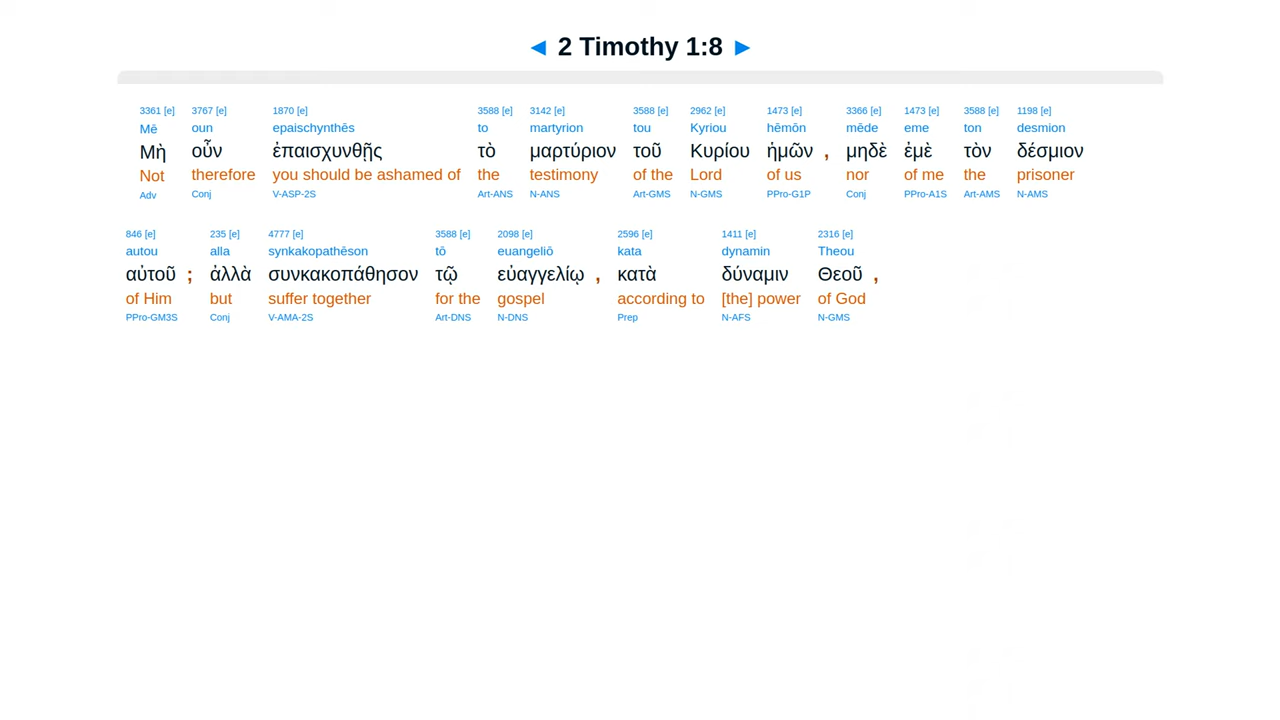 ◄ 2 Timothy 1:8 ►
3361 [e] 3767 [e] 1870 [e] 3588 [e] 3142 [e] 3588 [e] 2962 [e] 1473 [e] 3366 [e] 1473 [e] 3588 [e] 1198 [e]
Mē oun epaischynthēs to martyrion tou Kyriou hēmōn mēde eme ton desmion
Μὴ οὖν ἐπαισχυνθῇς τὸ μαρτύριον τοῦ Κυρίου ἡμῶν , μηδὲ ἐμὲ τὸν δέσμιον
Not therefore you should be ashamed of the testimony of the Lord of us nor of me the prisoner
Adv Conj V-ASP-2S Art-ANS N-ANS Art-GMS N-GMS PPro-G1P Conj PPro-A1S Art-AMS N-AMS
846 [e] 235 [e] 4777 [e] 3588 [e] 2098 [e] 2596 [e] 1411 [e] 2316 [e]
autou alla synkakopathēson tō euangeliō kata dynamin Theou
αὐτοῦ ; ἀλλὰ συνκακοπάθησον τῷ εὐαγγελίῳ , κατὰ δύναμιν Θεοῦ ,
of Him but suffer together for the gospel according to [the] power of God
PPro-GM3S Conj V-AMA-2S Art-DNS N-DNS Prep N-AFS N-GMS